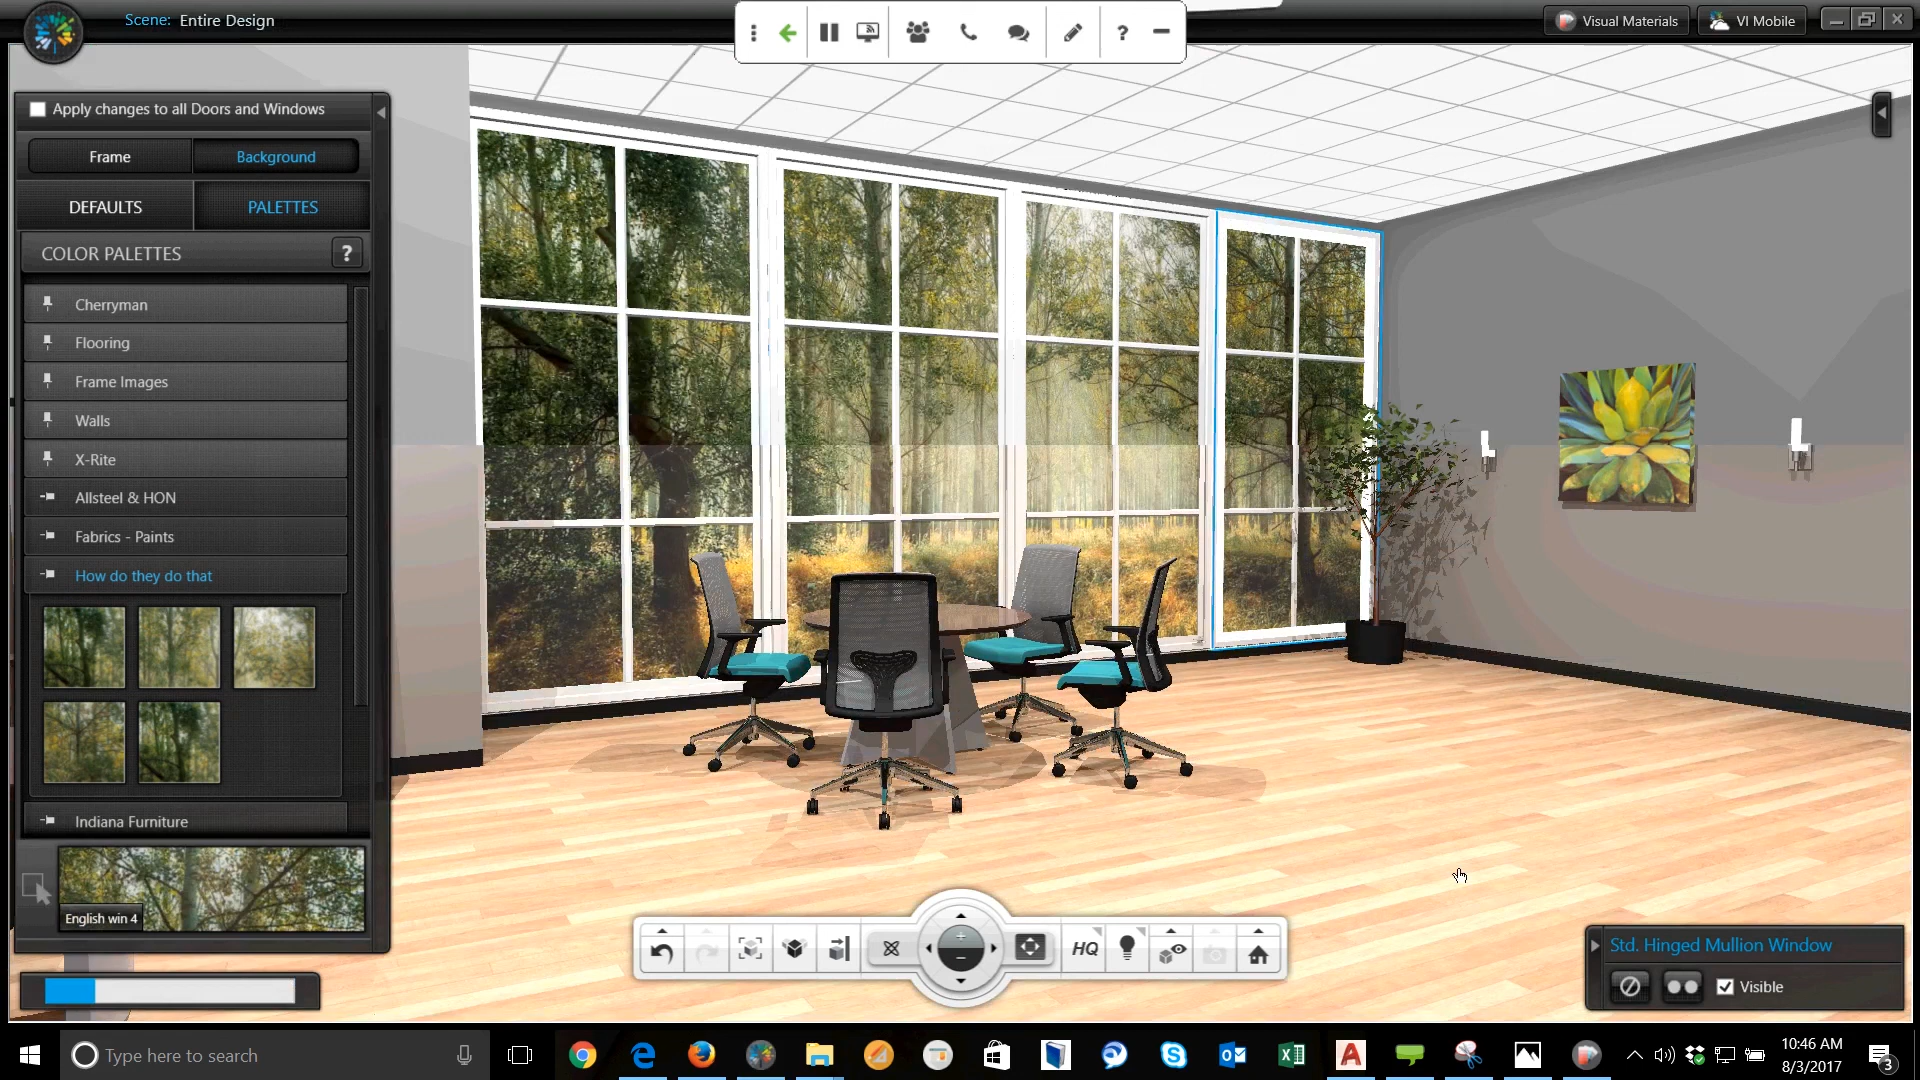 Scene: Entire Design
Visual Materials
VI Mobile
Apply changes to all Doors and Windows
Frame
Background
DEFAULTS
PALETTES
COLOR PALETTES
?
?
Cherryman
Flooring
Frame Images
Walls
X-Rite
Allsteel & HON
Fabrics - Paints
How do they do that
Indiana Furniture
English win 4
HQ
Std. Hinged Mullion Window
Visible
Type here to search
10:46 AM
8/3/2017
3